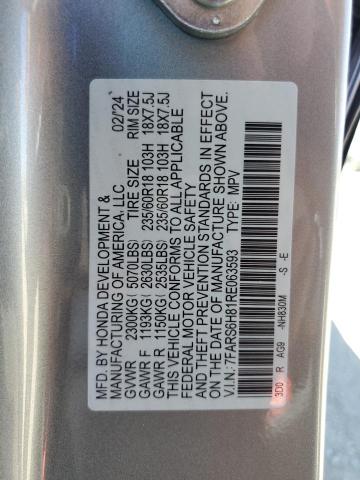 MFD. BY HONDA DEVELOPMENT & 02/'24
MANUFACTURING OF AMERICA, LLC
GVWR 2300KG ( 5070LBS) TIRE SIZE RIM SIZE
GAWR F 1193KG ( 2630LBS) 235/60R18 103H 18X7.5J
GAWR R 1150KG ( 2535LBS) 235/60R18 103H 18X7.5J
THIS VEHICLE CONFORMS TO ALL APPLICABLE
FEDERAL MOTOR VEHICLE SAFETY
AND THEFT PREVENTION STANDARDS IN EFFECT
ON THE DATE OF MANUFACTURE SHOWN ABOVE.
V.I.N.: 7FARS6H81RE063593 TYPE: MPV
3D0 R AG9 -NH830M -S -E